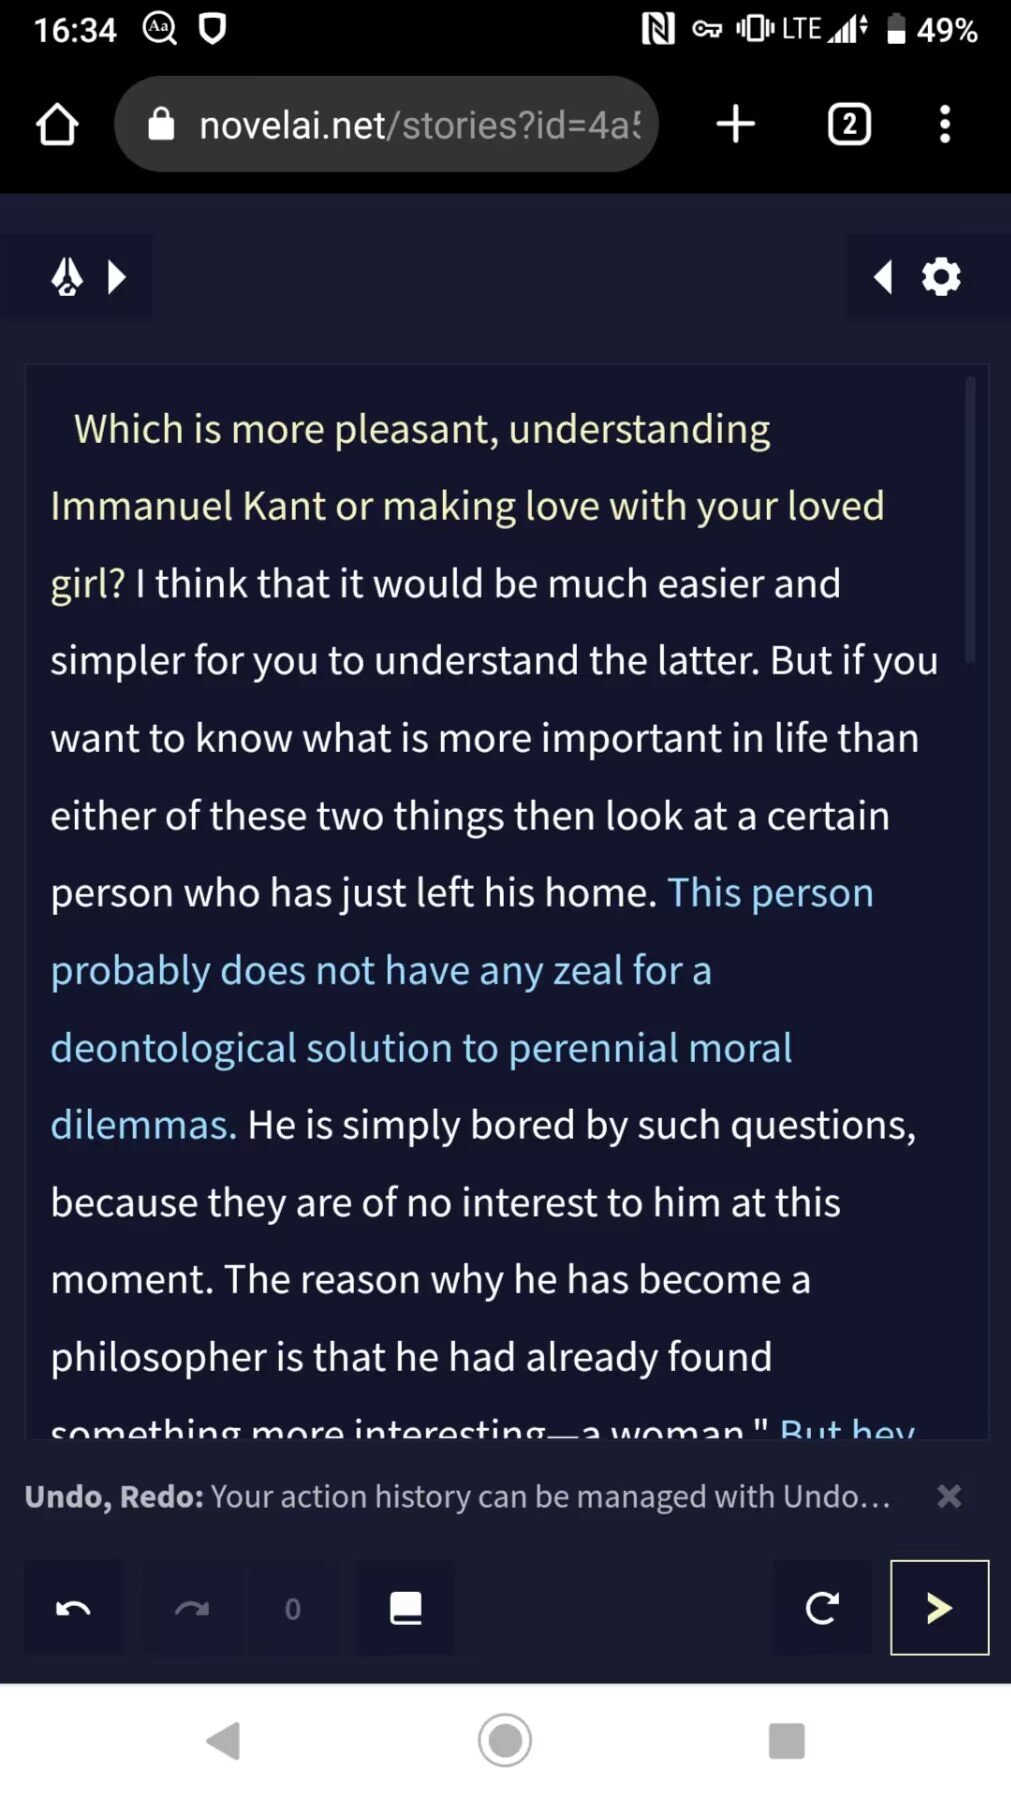 16:34
LTE 49%
novelai.net/stories?id=4a5
2
Which is more pleasant, understanding
Immanuel Kant or making love with your loved
girl? I think that it would be much easier and
simpler for you to understand the latter. But if you
want to know what is more important in life than
either of these two things then look at a certain
person who has just left his home. This person
probably does not have any zeal for a
deontological solution to perennial moral
dilemmas. He is simply bored by such questions,
because they are of no interest to him at this
moment. The reason why he has become a
philosopher is that he had already found
something more interesting—a woman." But hey
Undo, Redo: Your action history can be managed with Undo...
0